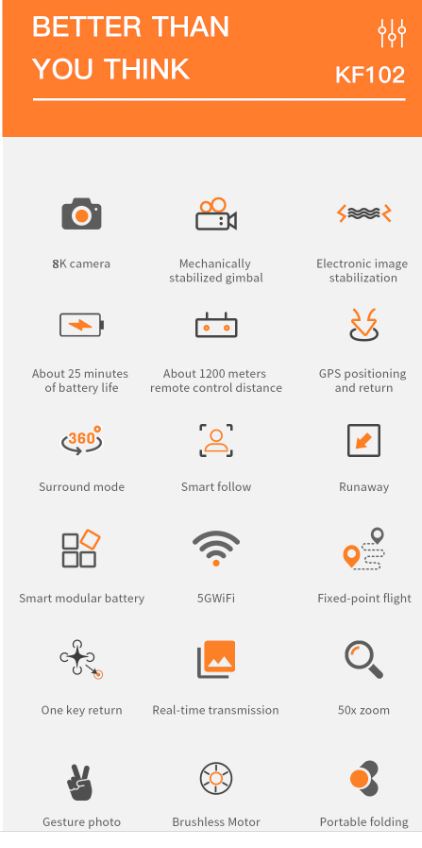 BETTER THAN
YOU THINK
KF102
8K camera
Mechanically
stabilized gimbal
Electronic image
stabilization
About 25 minutes
of battery life
About 1200 meters
remote control distance
GPS positioning
and return
360°
Surround mode
Smart follow
Runaway
Smart modular battery
5GWiFi
Fixed-point flight
One key return
Real-time transmission
50x zoom
Gesture photo
Brushless Motor
Portable folding